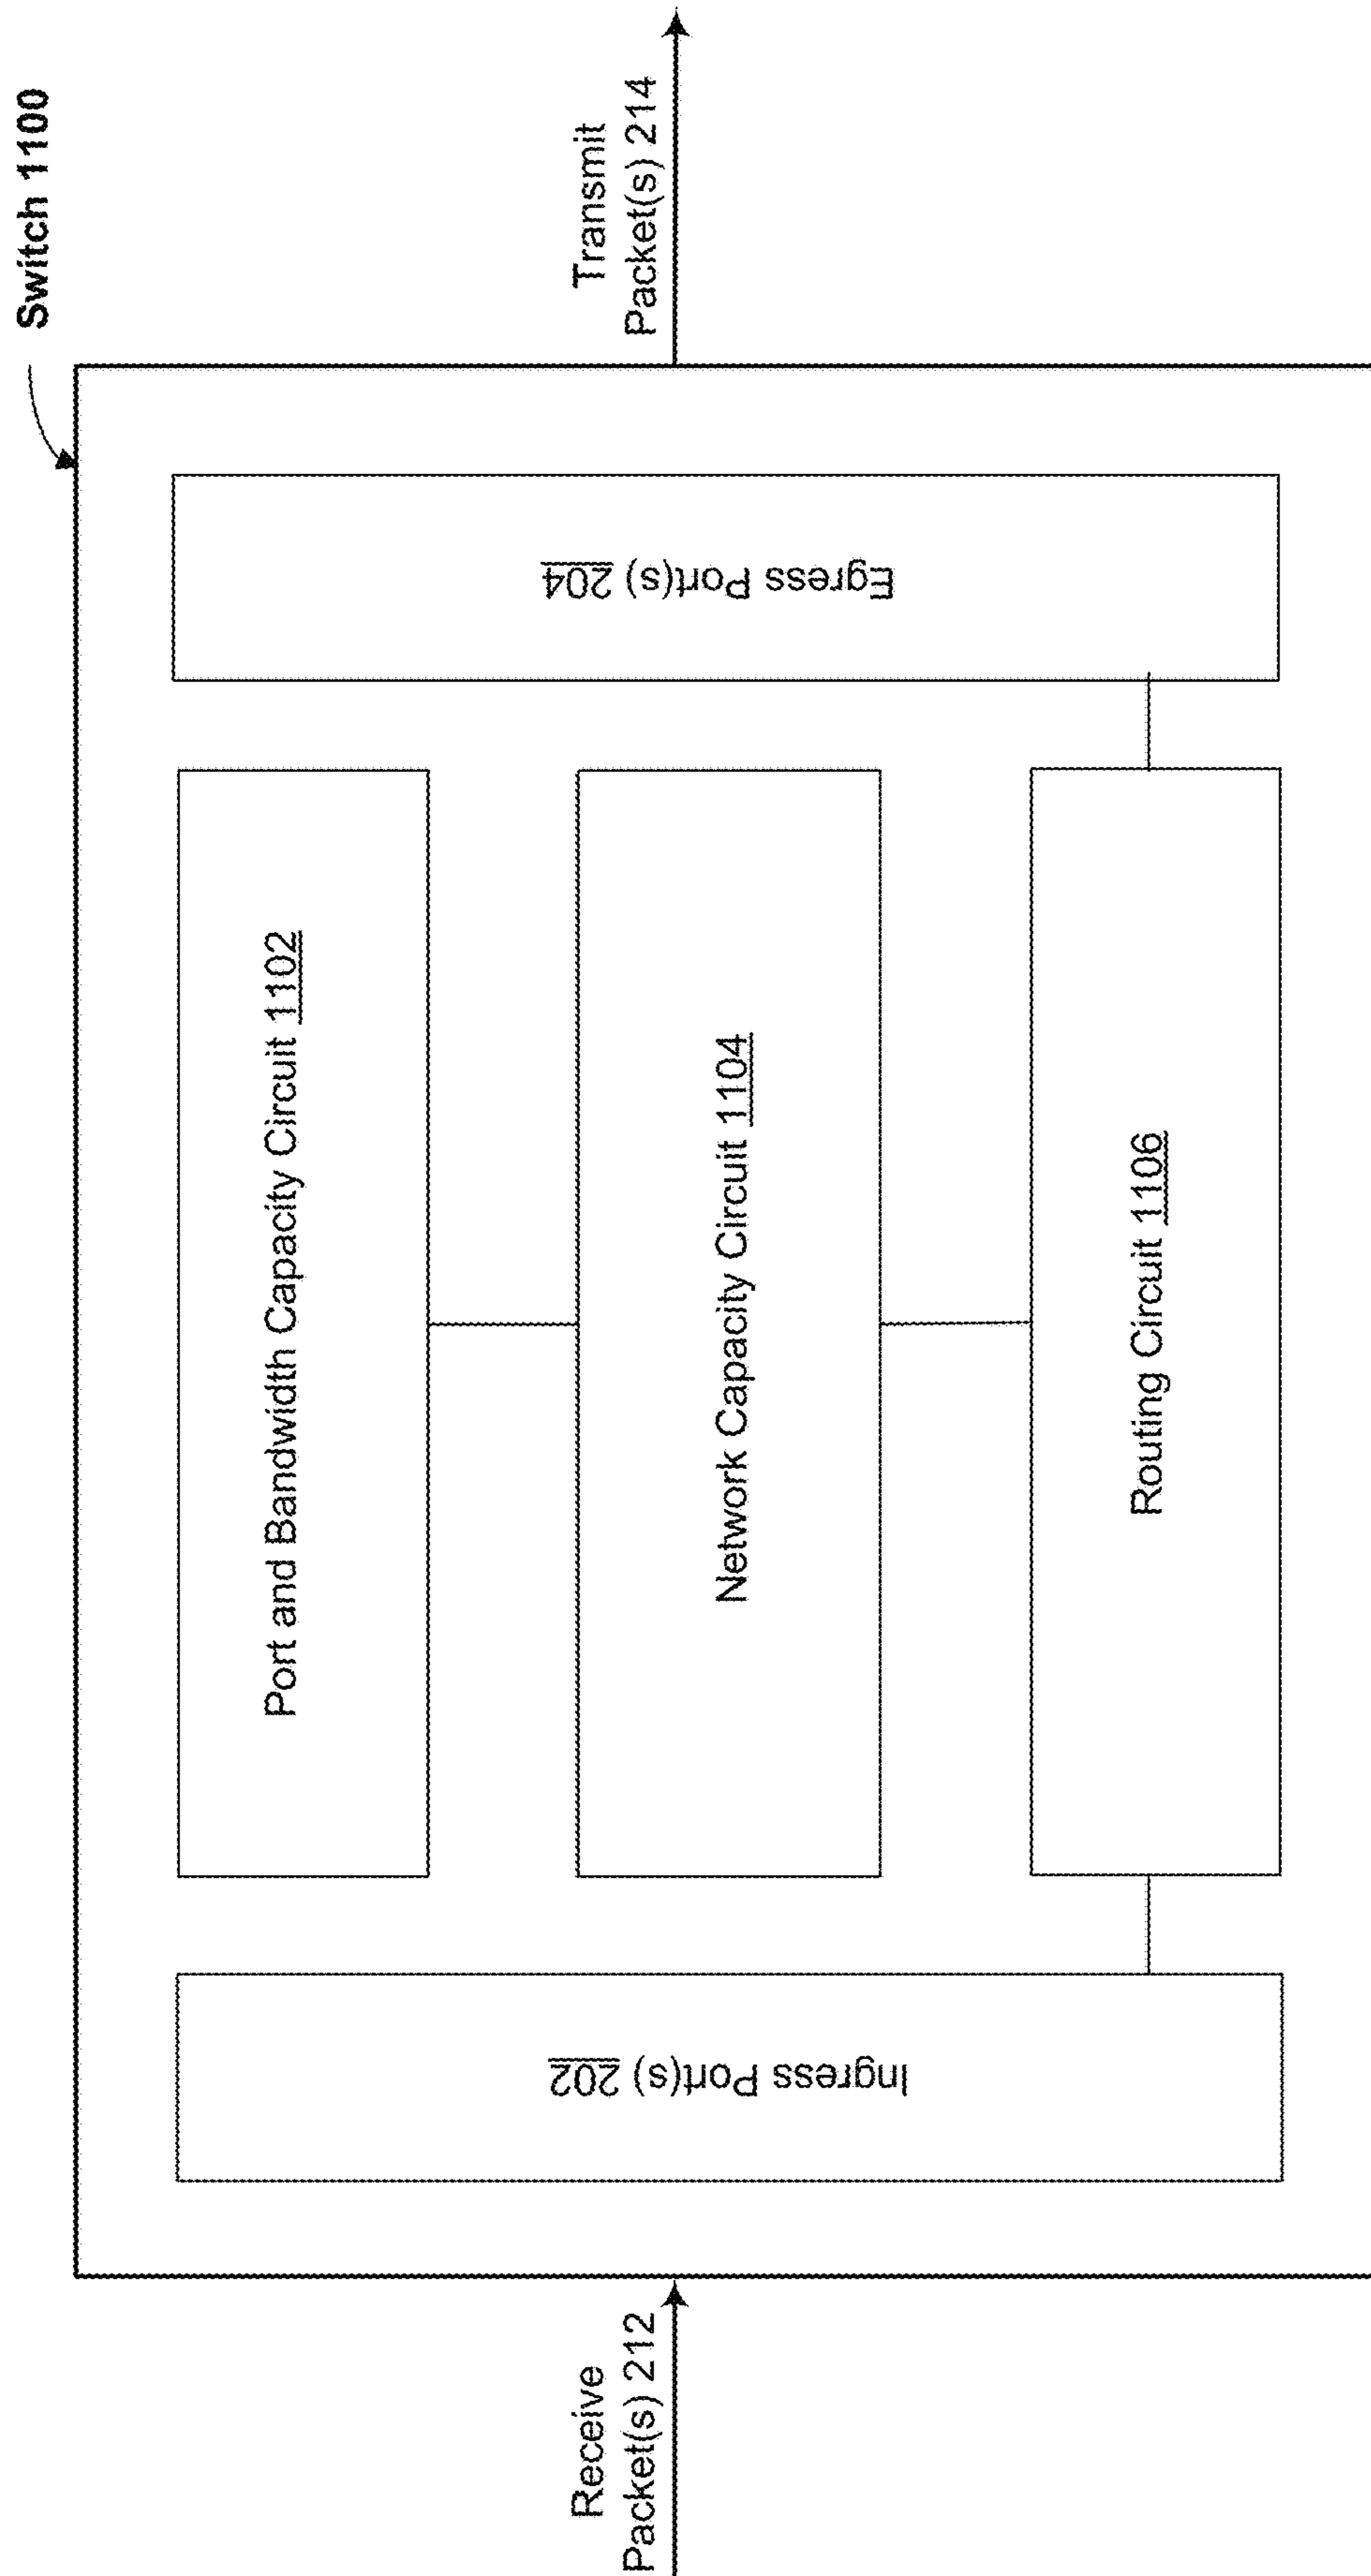 Switch 1100
Receive
Packet(s) 212
Ingress Port(s) 202
Port and Bandwidth Capacity Circuit 1102
Network Capacity Circuit 1104
Routing Circuit 1106
Egress Port(s) 204
Transmit
Packet(s) 214